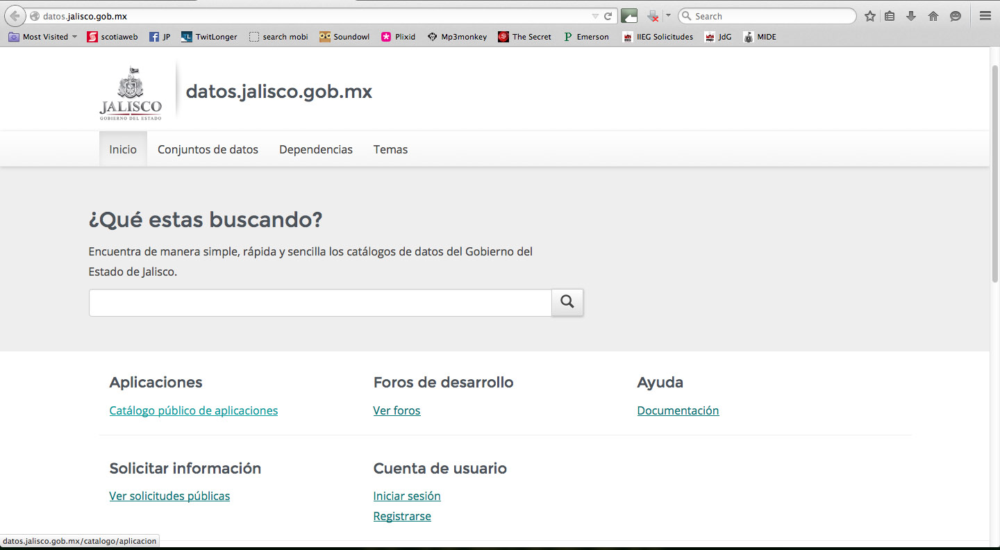 datos.jalisco.gob.mx
Search
Most Visited
scotiaweb
JP
TwitLonger
search mobi
Soundowl
Plixid
Mp3monkey
The Secret
Emerson
IIEG Solicitudes
JdG
MIDE
JALISCO
GOBIERNO DEL ESTADO
datos.jalisco.gob.mx
Inicio
Conjuntos de datos
Dependencias
Temas
¿Qué estas buscando?
Encuentra de manera simple, rápida y sencilla los catálogos de datos del Gobierno del
Estado de Jalisco.
Aplicaciones
Catálogo público de aplicaciones
Foros de desarrollo
Ver foros
Ayuda
Documentación
Solicitar información
Ver solicitudes públicas
Cuenta de usuario
Iniciar sesión
Registrarse
datos.jalisco.gob.mx/catalogo/aplicacion